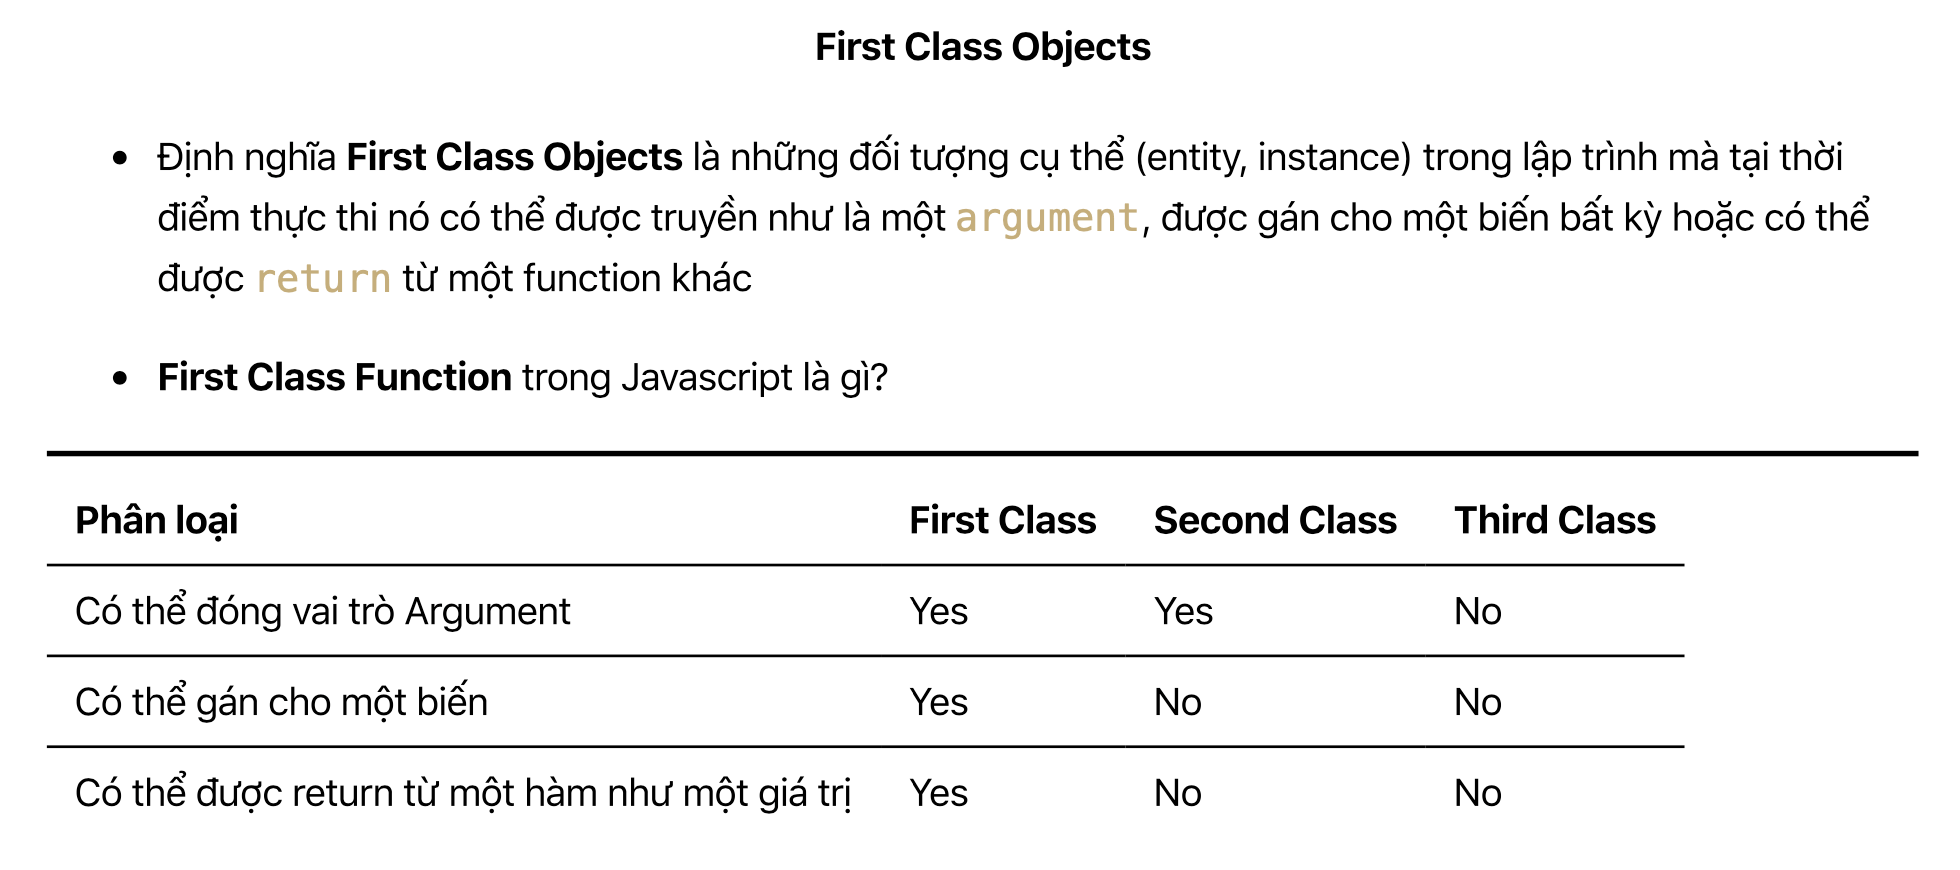 First Class Objects
• Định nghĩa First Class Objects là những đối tượng cụ thể (entity, instance) trong lập trình mà tại thời
điểm thực thi nó có thể được truyền như là một argument, được gán cho một biến bất kỳ hoặc có thể
được return từ một function khác
• First Class Function trong Javascript là gì?
Phân loại First Class Second Class Third Class
Có thể đóng vai trò Argument Yes Yes No
Có thể gán cho một biến Yes No No
Có thể được return từ một hàm như một giá trị Yes No No